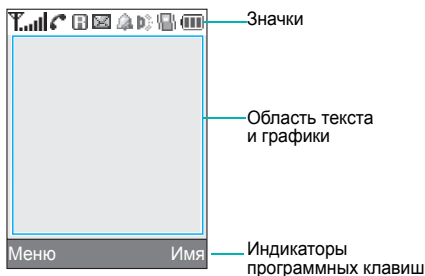 Значки
Область текста
и графики
Меню Имя
Индикаторы
программных клавиш